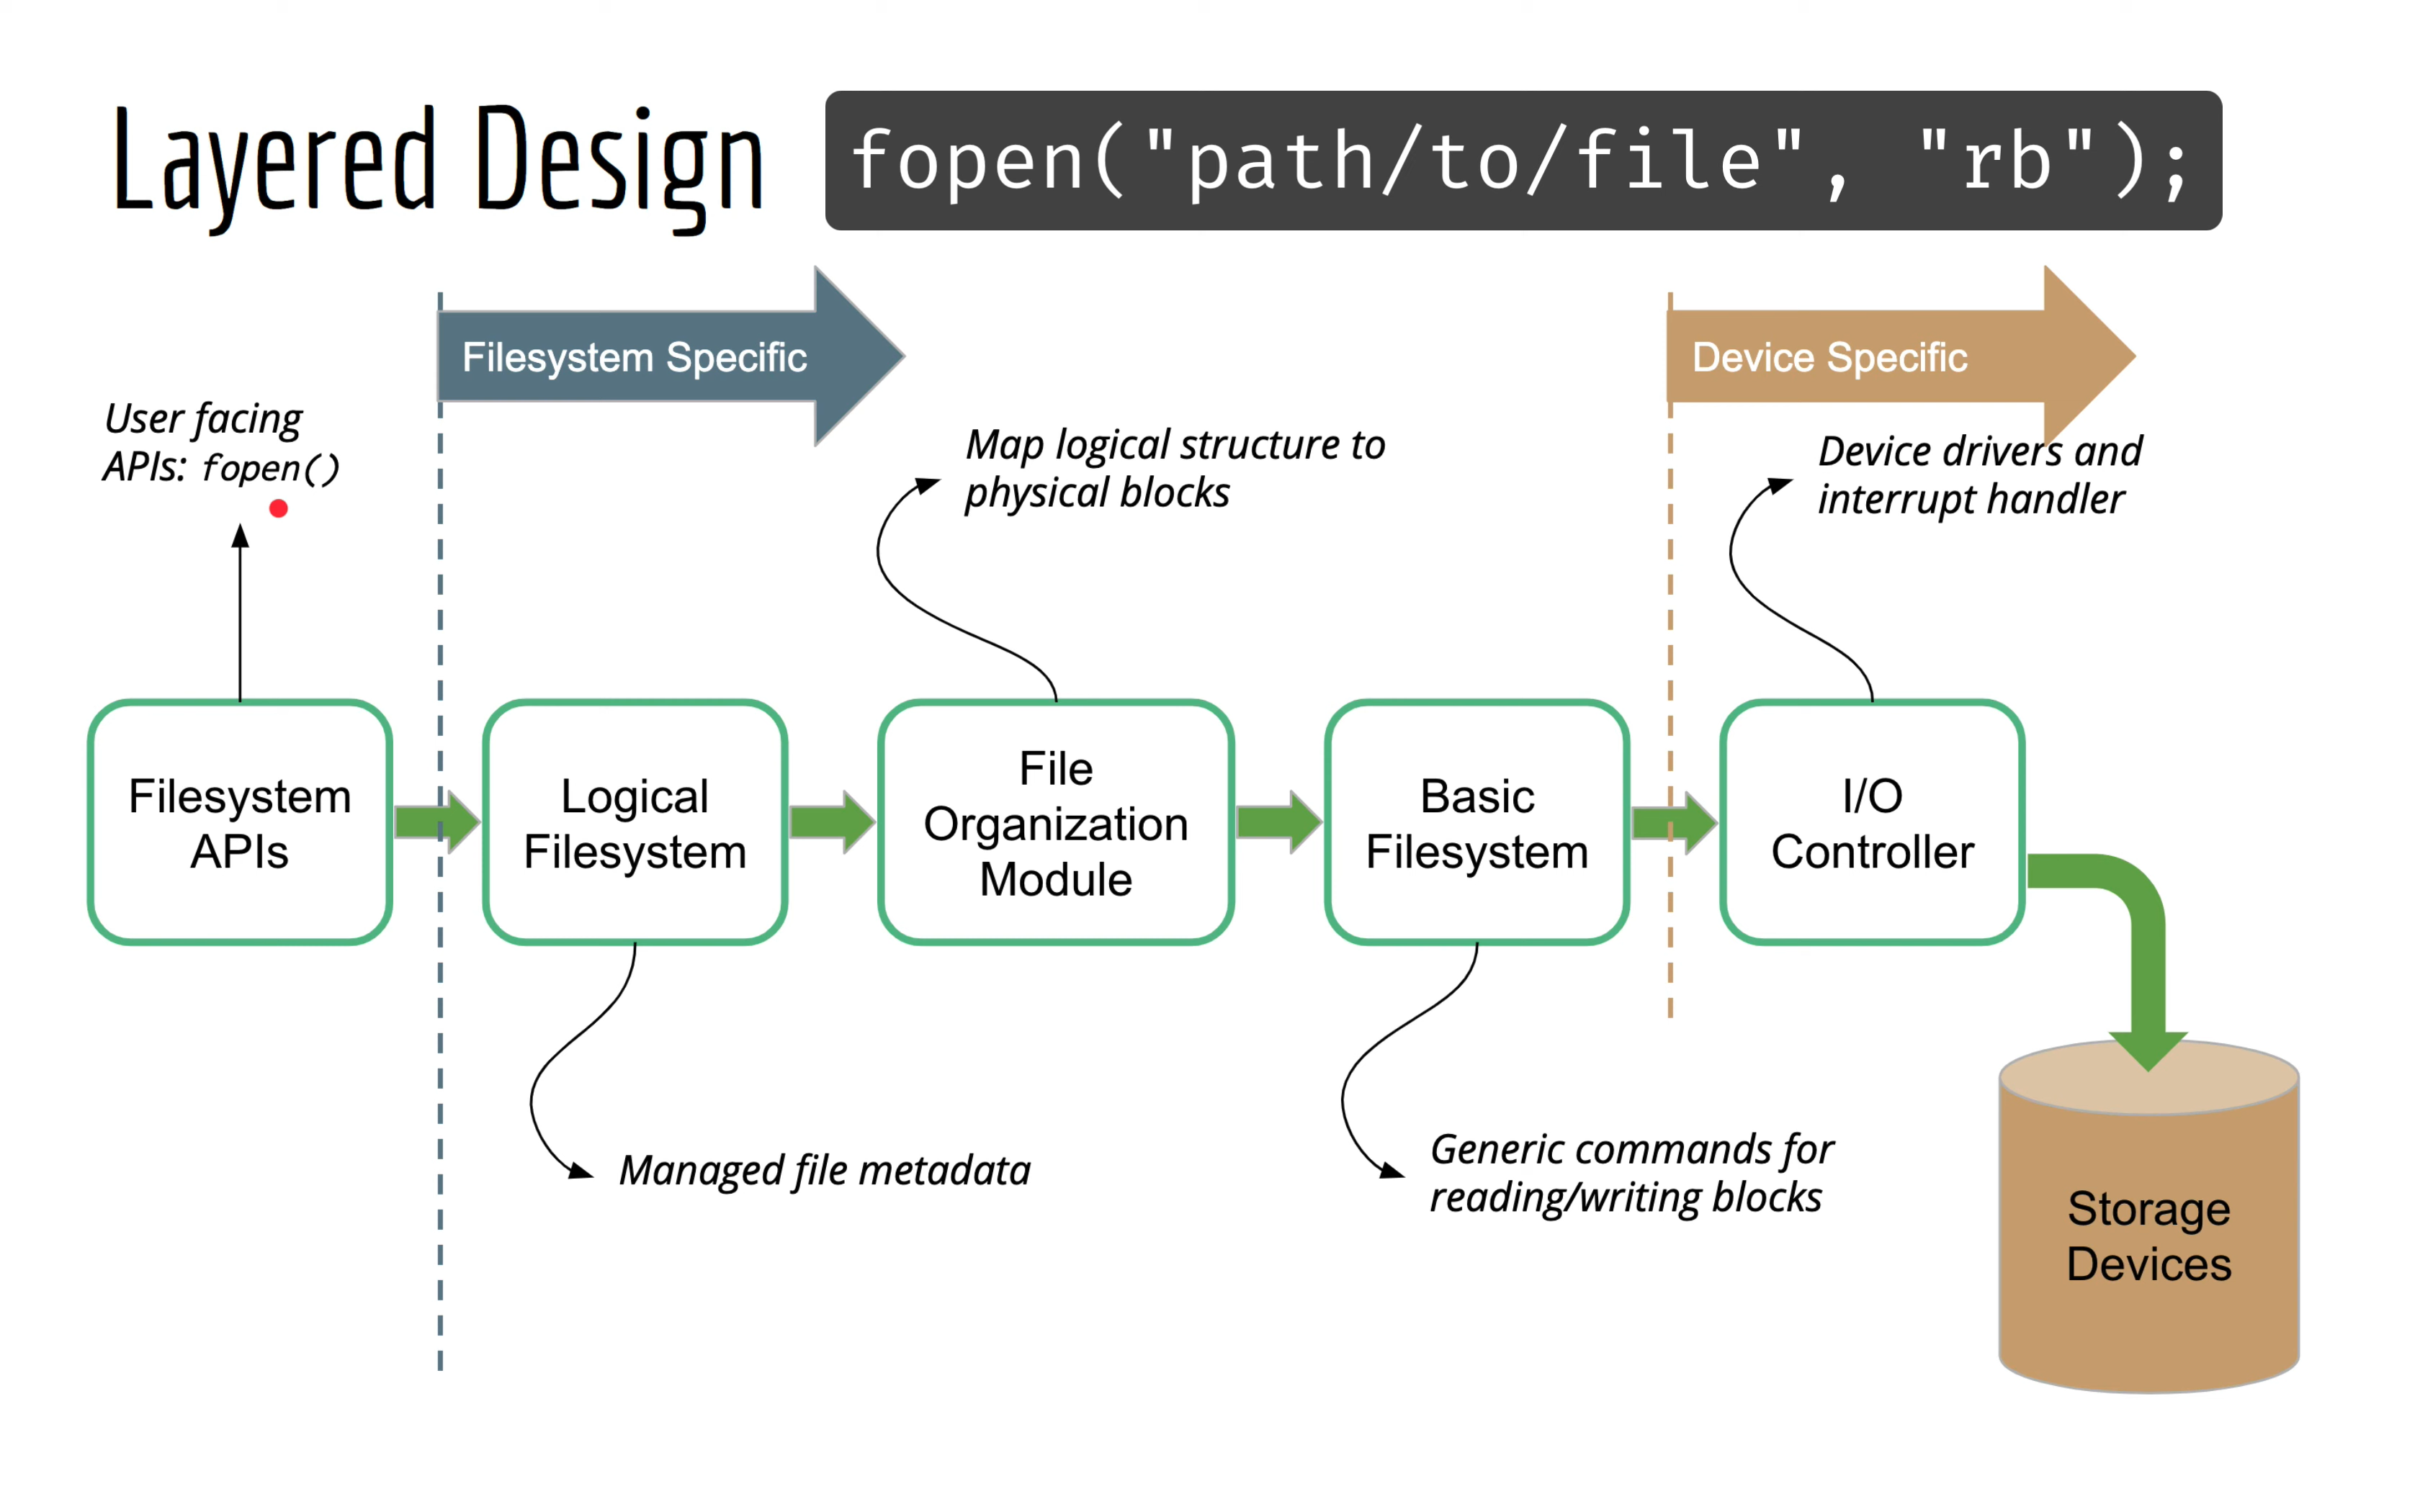 Layered Design
fopen("path/to/file", "rb");
Filesystem Specific
Device Specific
User facing
APIs: fopen()
Map logical structure to
physical blocks
Device drivers and
interrupt handler
Filesystem
APIs
Logical
Filesystem
File
Organization
Module
Basic
Filesystem
I/O
Controller
Managed file metadata
Generic commands for
reading/writing blocks
Storage
Devices